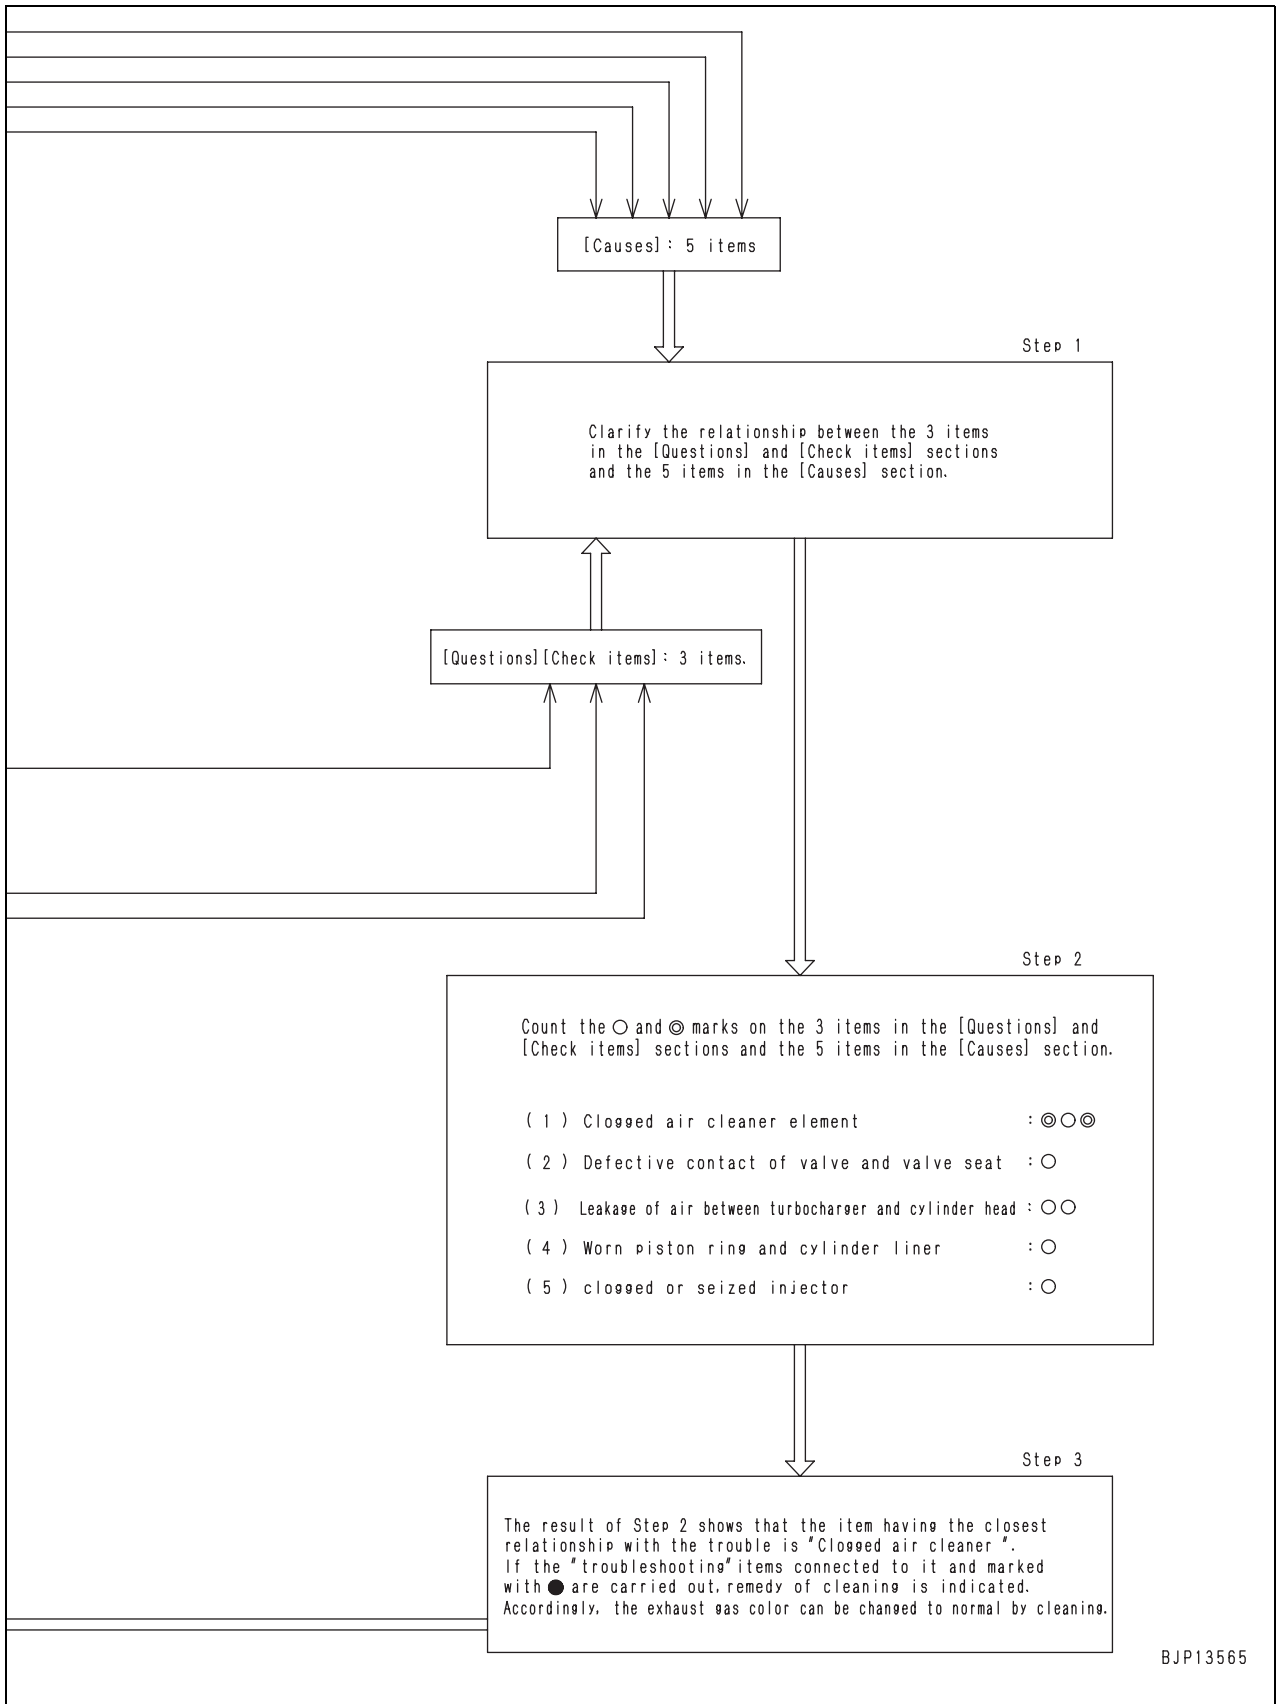 [Causes]: 5 items
Step 1
Clarify the relationship between the 3 items
in the [Questions] and [Check items] sections
and the 5 items in the [Causes] section.
[Questions][Check items]: 3 items.
Step 2
Count the ○ and ◎ marks on the 3 items in the [Questions] and
[Check items] sections and the 5 items in the [Causes] section.
(1) Clogged air cleaner element : ◎○◎
(2) Defective contact of valve and valve seat : ○
(3) Leakage of air between turbocharger and cylinder head : ○○
(4) Worn piston ring and cylinder liner : ○
(5) clogged or seized injector : ○
Step 3
The result of Step 2 shows that the item having the closest
relationship with the trouble is "Clogged air cleaner ".
If the "troubleshooting" items connected to it and marked
with ● are carried out, remedy of cleaning is indicated.
Accordingly, the exhaust gas color can be changed to normal by cleaning.
BJP13565